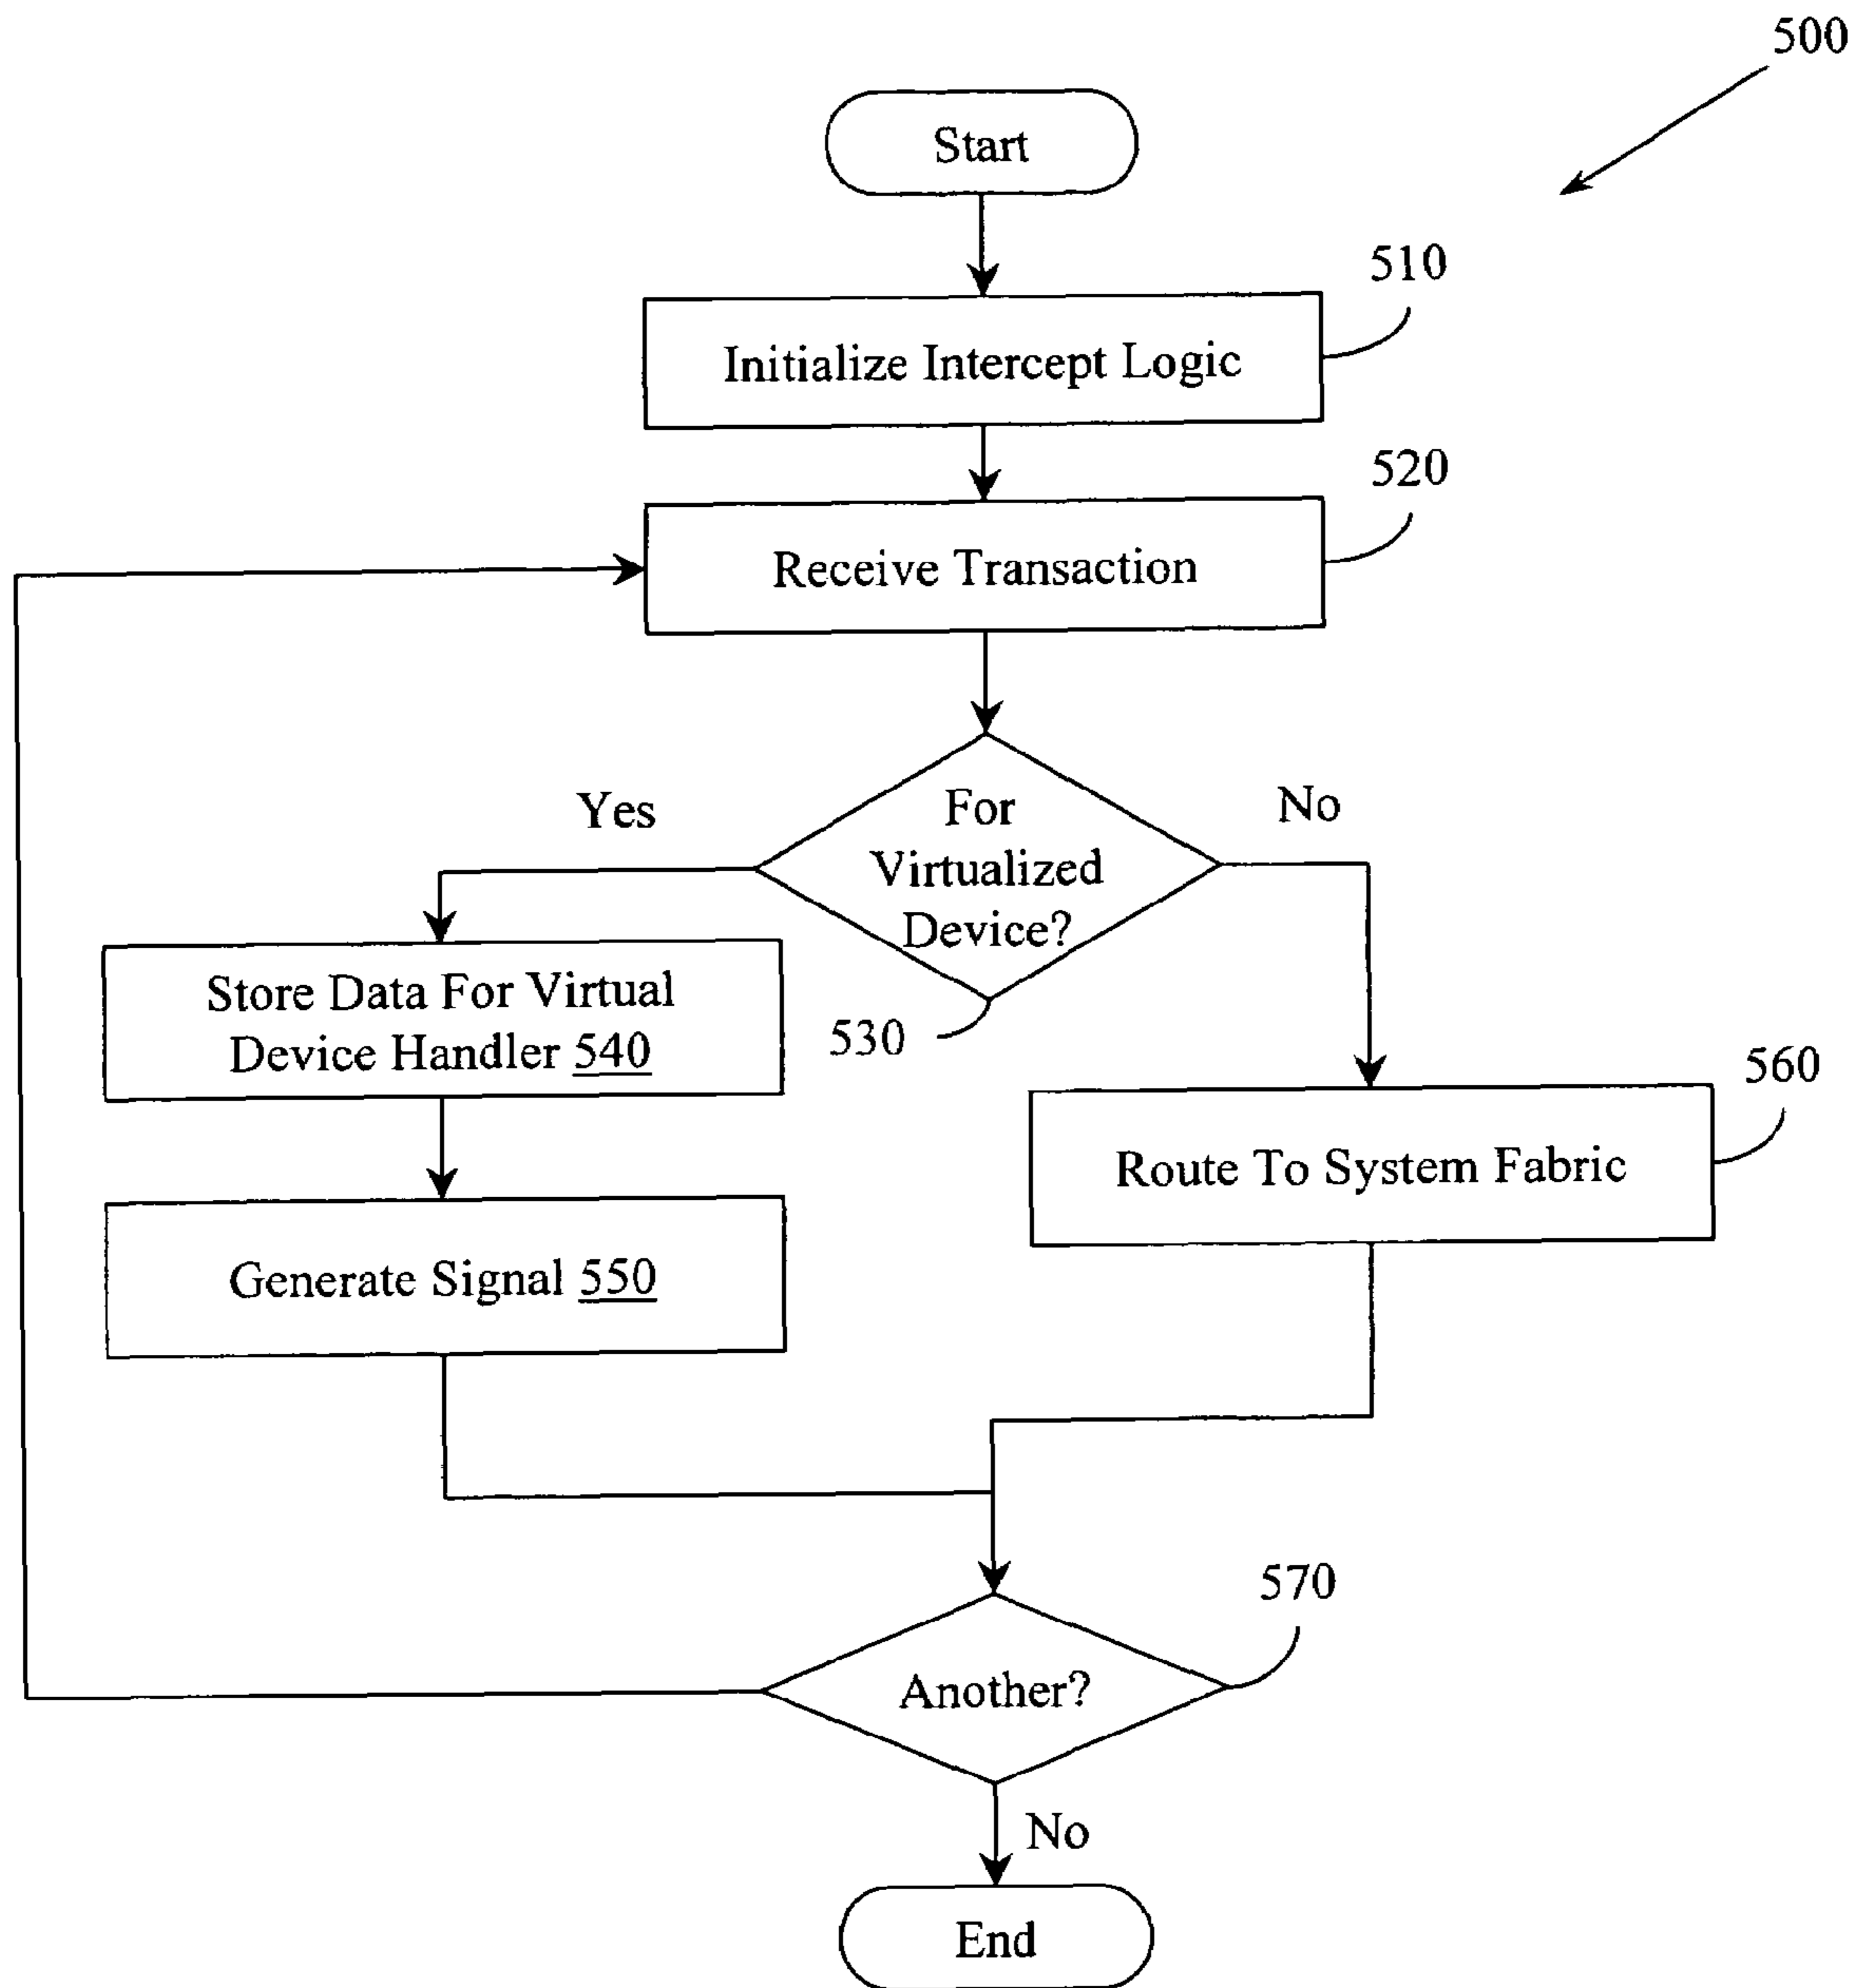 500
Start
510
Initialize Intercept Logic
520
Receive Transaction
Yes
For
Virtualized
Device?
No
530
Store Data For Virtual
Device Handler 540
560
Route To System Fabric
Generate Signal 550
570
Another?
No
End